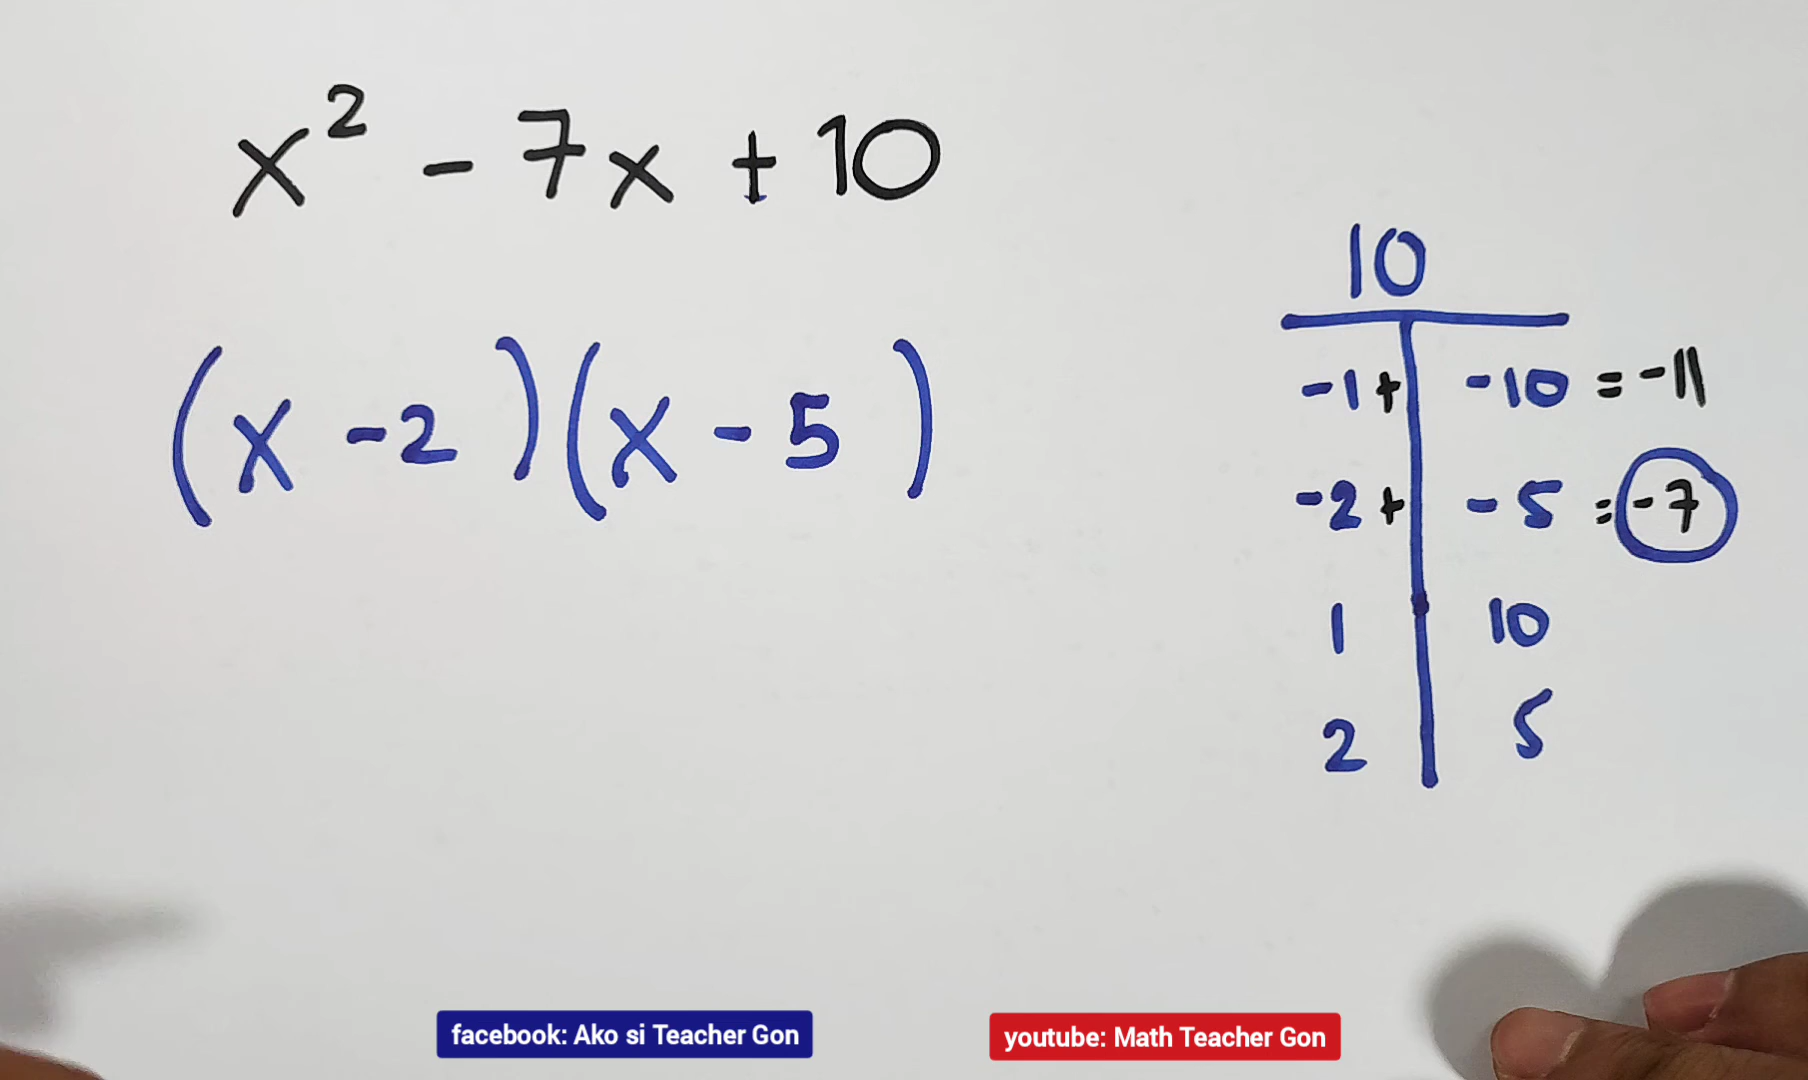 x² - 7x + 10
(x - 2)(x - 5)
10
-1 + -10 = -11
-2 + -5 = -7
1 10
2 5
facebook: Ako si Teacher Gon
youtube: Math Teacher Gon